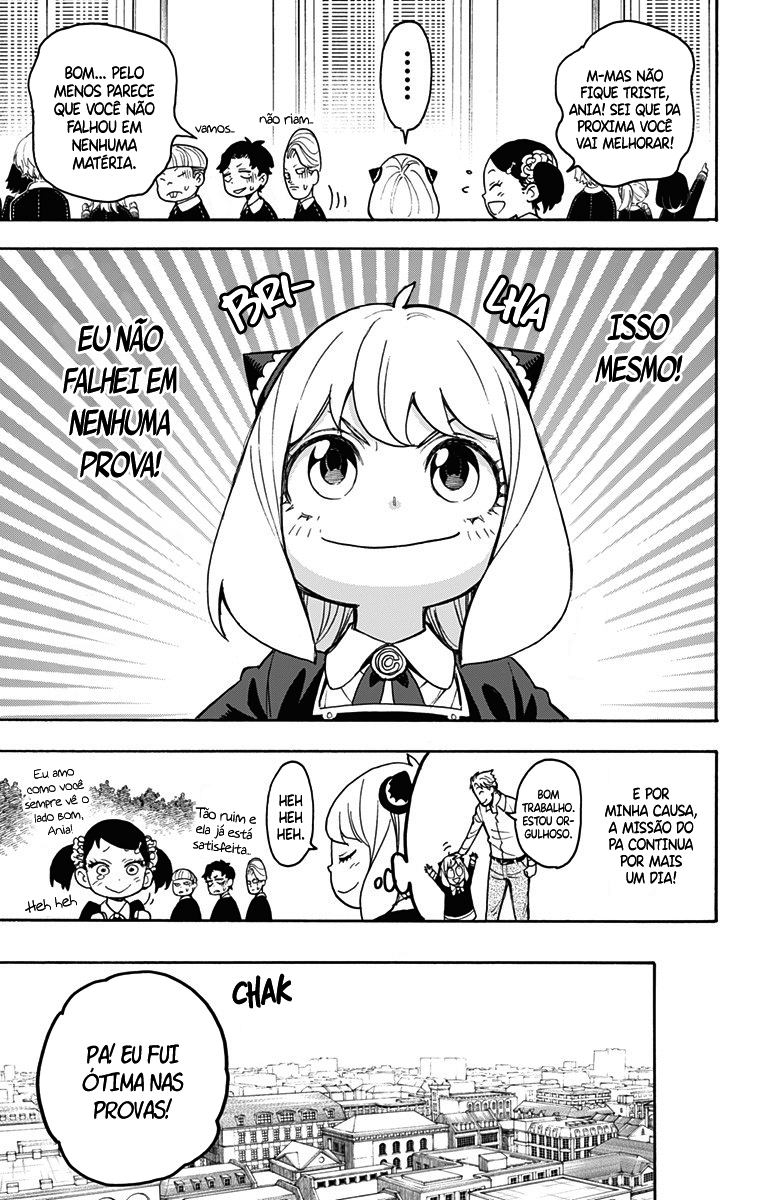 M-MAS NÃO
FIQUE TRISTE,
ANIA! SEI QUE DA
PROXIMA VOCÊ
VAI MELHORAR!
......
não riam..
vamos..
BOM... PELO
MENOS PARECE
QUE VOCÊ NÃO
FALHOU EM
NENHUMA
MATÉRIA.
ISSO
MESMO!
BRI-
LHA
EU NÃO
FALHEI EM
NENHUMA
PROVA!
C
E POR
MINHA CAUSA,
A MISSÃO DO
PA CONTINUA
POR MAIS
UM DIA!
BOM
TRABALHO.
ESTOU OR-
GULHOSO.
HEH
HEH
HEH.
Tão ruim e
ela já está
satisfeita..
Eu amo
como você
sempre vê o
lado bom,
Ania!
Heh heh
CHAK
PA! EU FUI
ÓTIMA NAS
PROVAS!